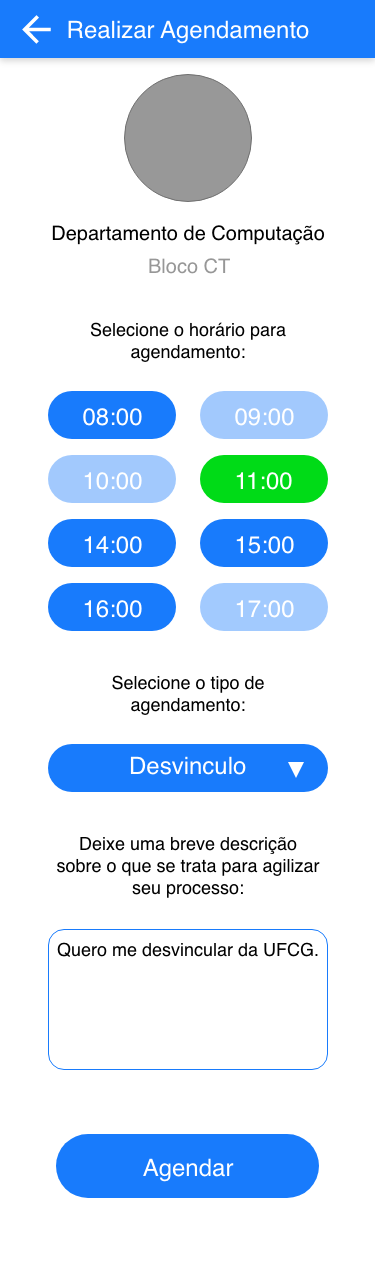 Realizar Agendamento
Departamento de Computação
Bloco CT
Selecione o horário para
agendamento:
08:00
09:00
10:00
11:00
14:00
15:00
16:00
17:00
Selecione o tipo de
agendamento:
Desvinculo
Deixe uma breve descrição
sobre o que se trata para agilizar
seu processo:
Quero me desvincular da UFCG.
Agendar